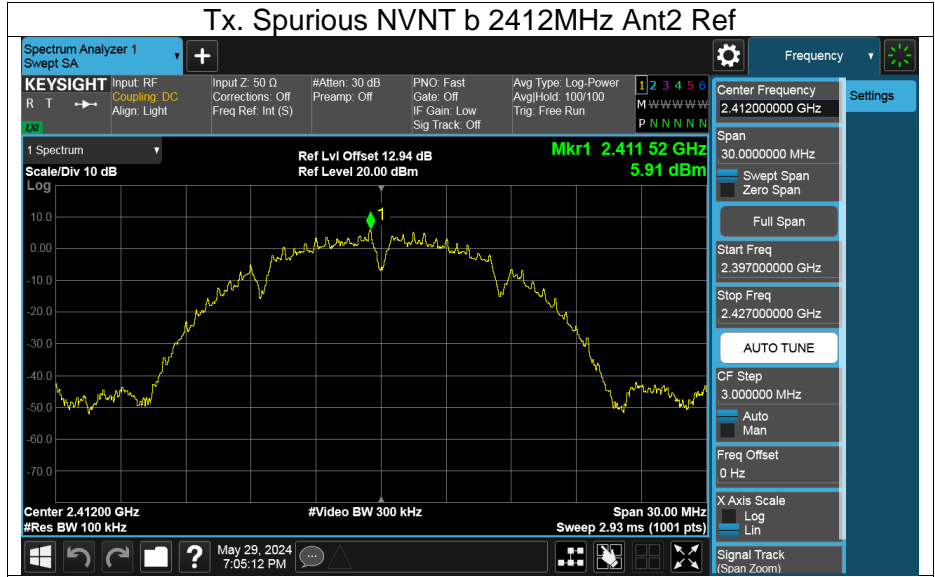 Tx. Spurious NVNT b 2412MHz Ant2 Ref
Spectrum Analyzer 1
Swept SA
+
Frequency
KEYSIGHT
R T
LXI
Input: RF
Coupling: DC
Align: Light
Input Z: 50 Ω
Corrections: Off
Freq Ref: Int (S)
#Atten: 30 dB
Preamp: Off
PNO: Fast
Gate: Off
IF Gain: Low
Sig Track: Off
Avg Type: Log-Power
Avg|Hold: 100/100
Trig: Free Run
1 2 3 4 5 6
M W W W W W
P N N N N N
Center Frequency
2.412000000 GHz
Settings
Span
30.0000000 MHz
Swept Span
Zero Span
Full Span
Start Freq
2.397000000 GHz
Stop Freq
2.427000000 GHz
AUTO TUNE
CF Step
3.000000 MHz
Auto
Man
Freq Offset
0 Hz
X Axis Scale
Log
Lin
Signal Track
(Span Zoom)
1 Spectrum
Scale/Div 10 dB
Log
Ref Lvl Offset 12.94 dB
Ref Level 20.00 dBm
Mkr1 2.411 52 GHz
5.91 dBm
1
10.0
0.00
-10.0
-20.0
-30.0
-40.0
-50.0
-60.0
-70.0
Center 2.41200 GHz
#Res BW 100 kHz
#Video BW 300 kHz
Span 30.00 MHz
Sweep 2.93 ms (1001 pts)
?
May 29, 2024
7:05:12 PM